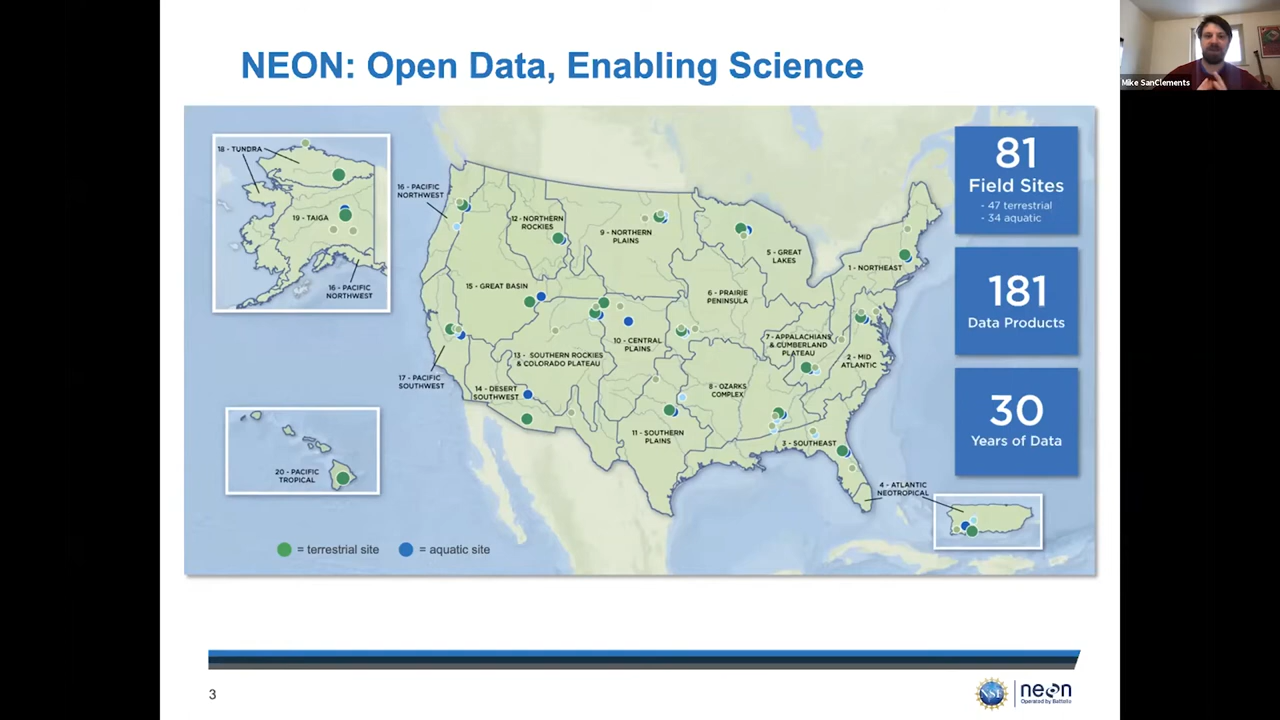 NEON: Open Data, Enabling Science
Mike SanClements
18 - TUNDRA
19 - TAIGA
16 - PACIFIC
NORTHWEST
16 - PACIFIC
NORTHWEST
12 - NORTHERN
ROCKIES
9 - NORTHERN
PLAINS
5 - GREAT
LAKES
1 - NORTHEAST
15 - GREAT BASIN
6 - PRAIRIE
PENINSULA
10 - CENTRAL
PLAINS
7 - APPALACHIANS
& CUMBERLAND
PLATEAU
2 - MID
ATLANTIC
13 - SOUTHERN ROCKIES
& COLORADO PLATEAU
17 - PACIFIC
SOUTHWEST
14 - DESERT
SOUTHWEST
8 - OZARKS
COMPLEX
11 - SOUTHERN
PLAINS
3 - SOUTHEAST
20 - PACIFIC
TROPICAL
4 - ATLANTIC
NEOTROPICAL
81
Field Sites
- 47 terrestrial
- 34 aquatic
181
Data Products
30
Years of Data
= terrestrial site
= aquatic site
3
NSF
neon
Operated by Battelle